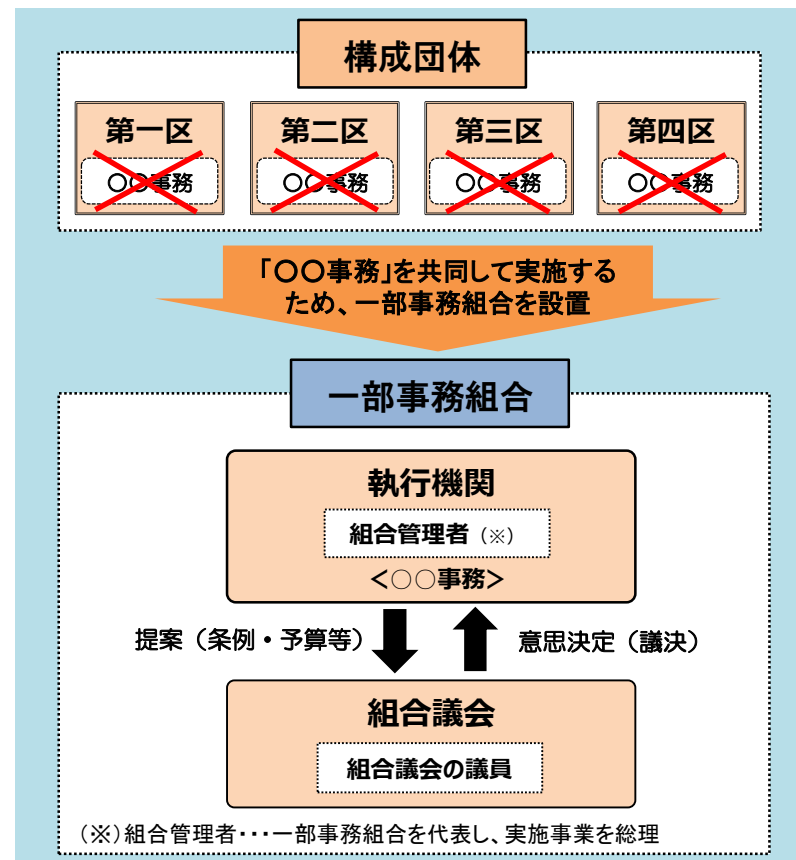 構成団体
第一区 第二区 第三区 第四区
〇〇事務 〇〇事務 〇〇事務 〇〇事務
「〇〇事務」を共同して実施する
ため、一部事務組合を設置
一部事務組合
執行機関
組合管理者(※)
<○○事務>
提案(条例・予算等) 意思決定(議決)
組合議会
組合議会の議員
(※)組合管理者・・・一部事務組合を代表し、実施事業を総理